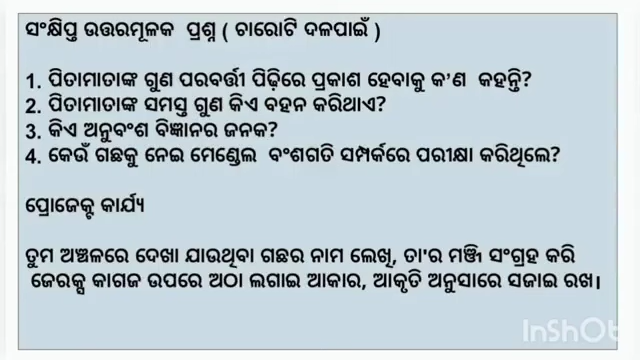 ସଂକ୍ଷିପ୍ତ ଉତ୍ତରମୂଳକ ପ୍ରଶ୍ନ ( ଚାରୋଟି ଦଳପାଇଁ )
1. ପିତାମାତାଙ୍କ ଗୁଣ ପରବର୍ତ୍ତୀ ପିଢ଼ିରେ ପ୍ରକାଶ ହେବାକୁ କ'ଣ କହନ୍ତି?
2. ପିତାମାତାଙ୍କ ସମସ୍ତ ଗୁଣ କିଏ ବହନ କରିଥାଏ?
3. କିଏ ଅନୁବଂଶ ବିଜ୍ଞାନର ଜନକ?
4. କେଉଁ ଗଛକୁ ନେଇ ମେଣ୍ଡେଲ ବଂଶଗତି ସମ୍ପର୍କରେ ପରୀକ୍ଷା କରିଥିଲେ?
ପ୍ରୋଜେକ୍ଟ କାର୍ଯ୍ୟ
ତୁମ ଅଞ୍ଚଳରେ ଦେଖା ଯାଉଥିବା ଗଛର ନାମ ଲେଖି, ତା'ର ମଞ୍ଜି ସଂଗ୍ରହ କରି
ଜେରକ୍ସ କାଗଜ ଉପରେ ଅଠା ଲଗାଇ ଆକାର, ଆକୃତି ଅନୁସାରେ ସଜାଇ ରଖ।
InShOt